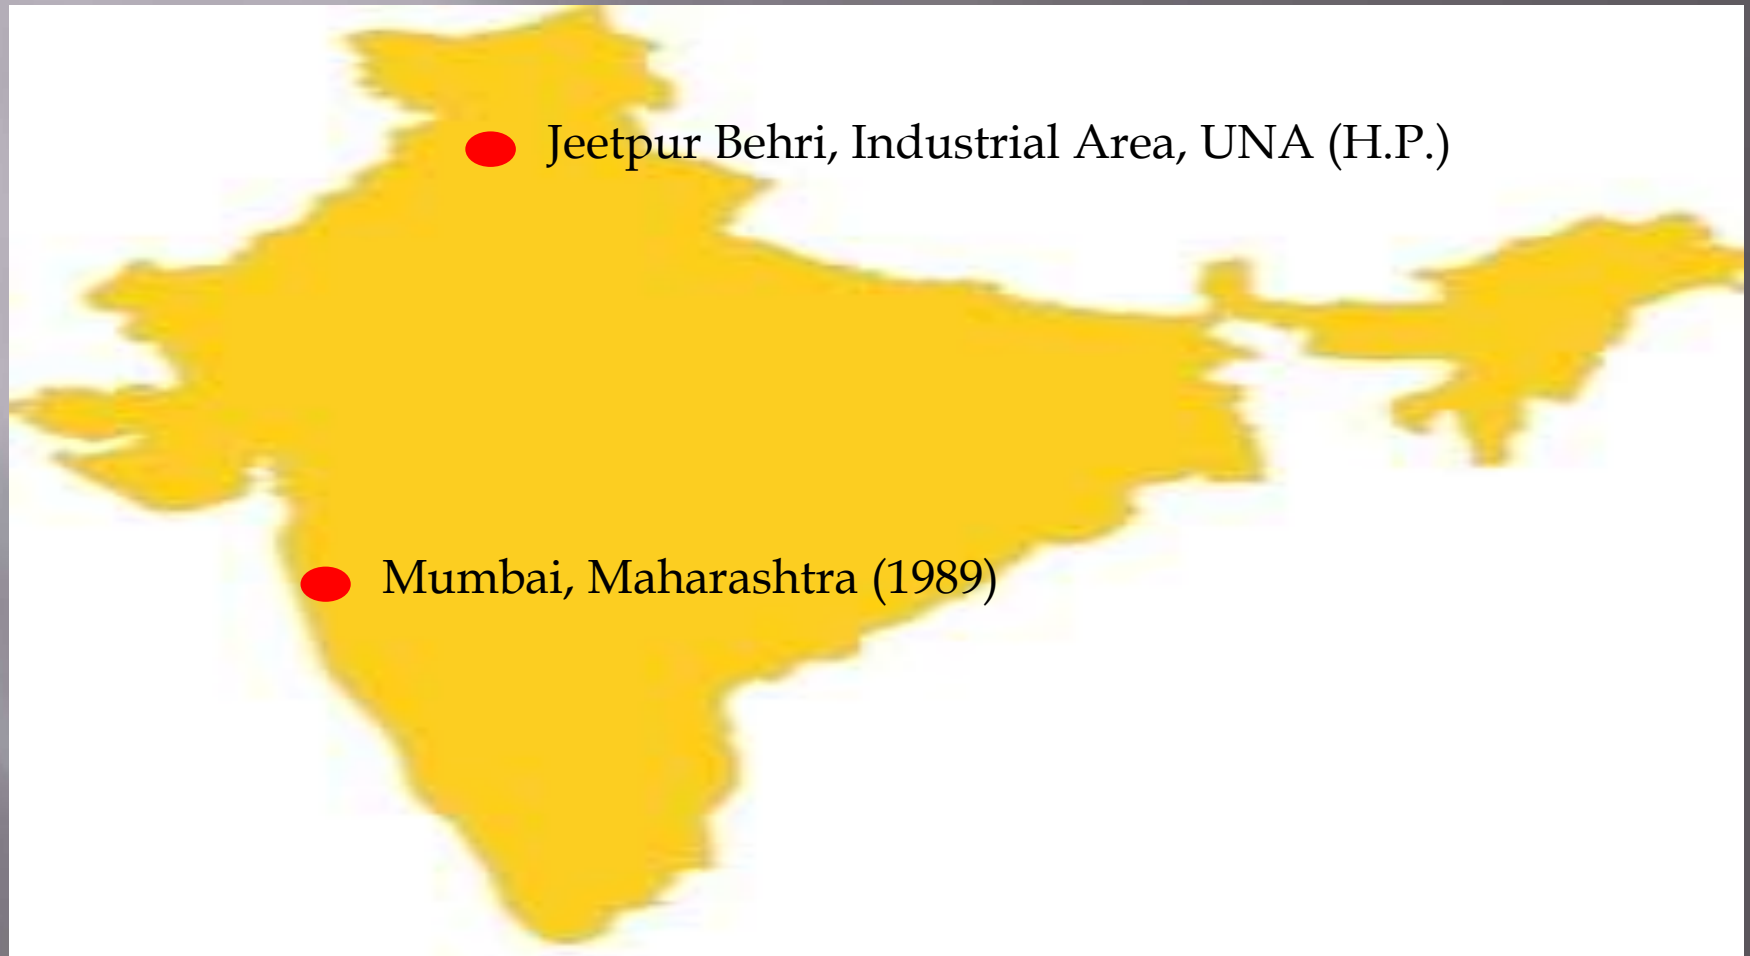 Jeetpur Behri, Industrial Area, UNA (H.P.)
Mumbai, Maharashtra (1989)